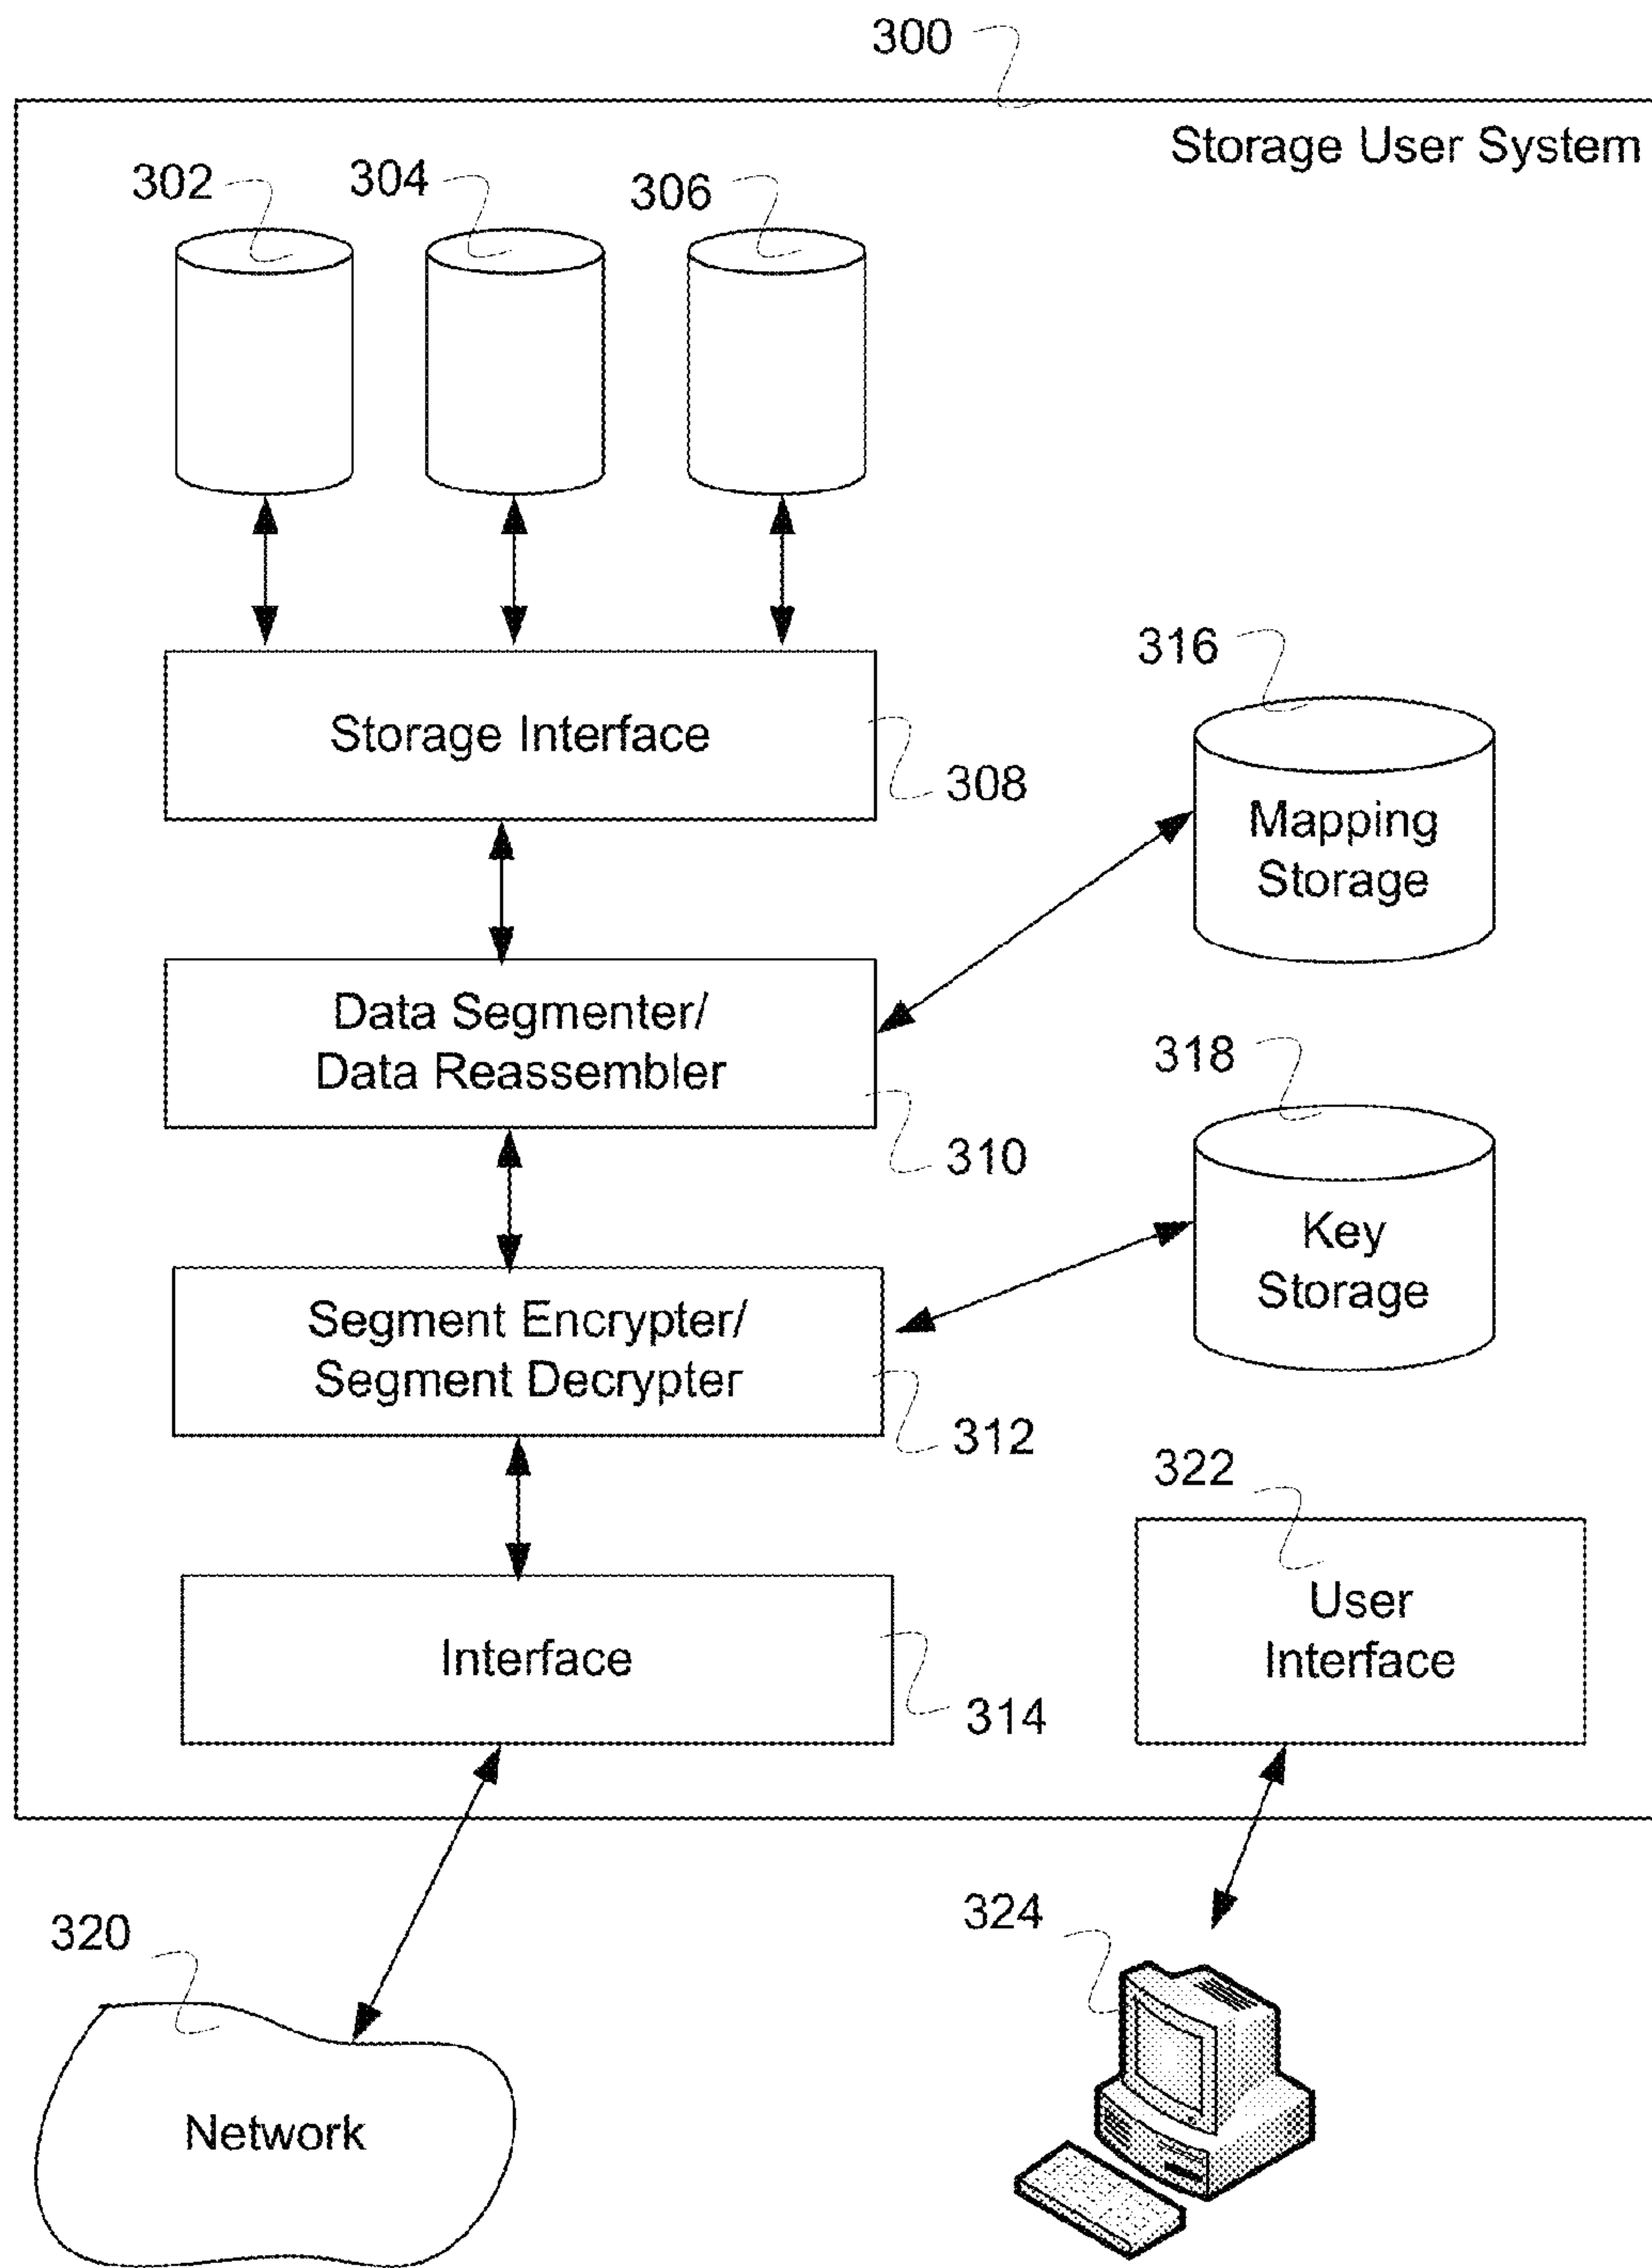 300
Storage User System
302
304
306
316
Storage Interface
308
Mapping
Storage
Data Segmenter/
Data Reassembler
310
318
Key
Storage
Segment Encrypter/
Segment Decrypter
312
322
User
Interface
Interface
314
320
324
Network